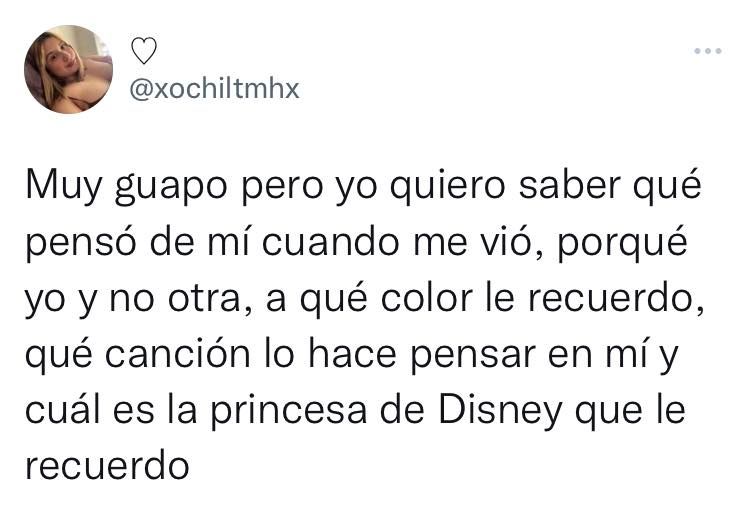 ♡
@xochiltmhx
Muy guapo pero yo quiero saber qué
pensó de mí cuando me vió, porqué
yo y no otra, a qué color le recuerdo,
qué canción lo hace pensar en mí y
cuál es la princesa de Disney que le
recuerdo